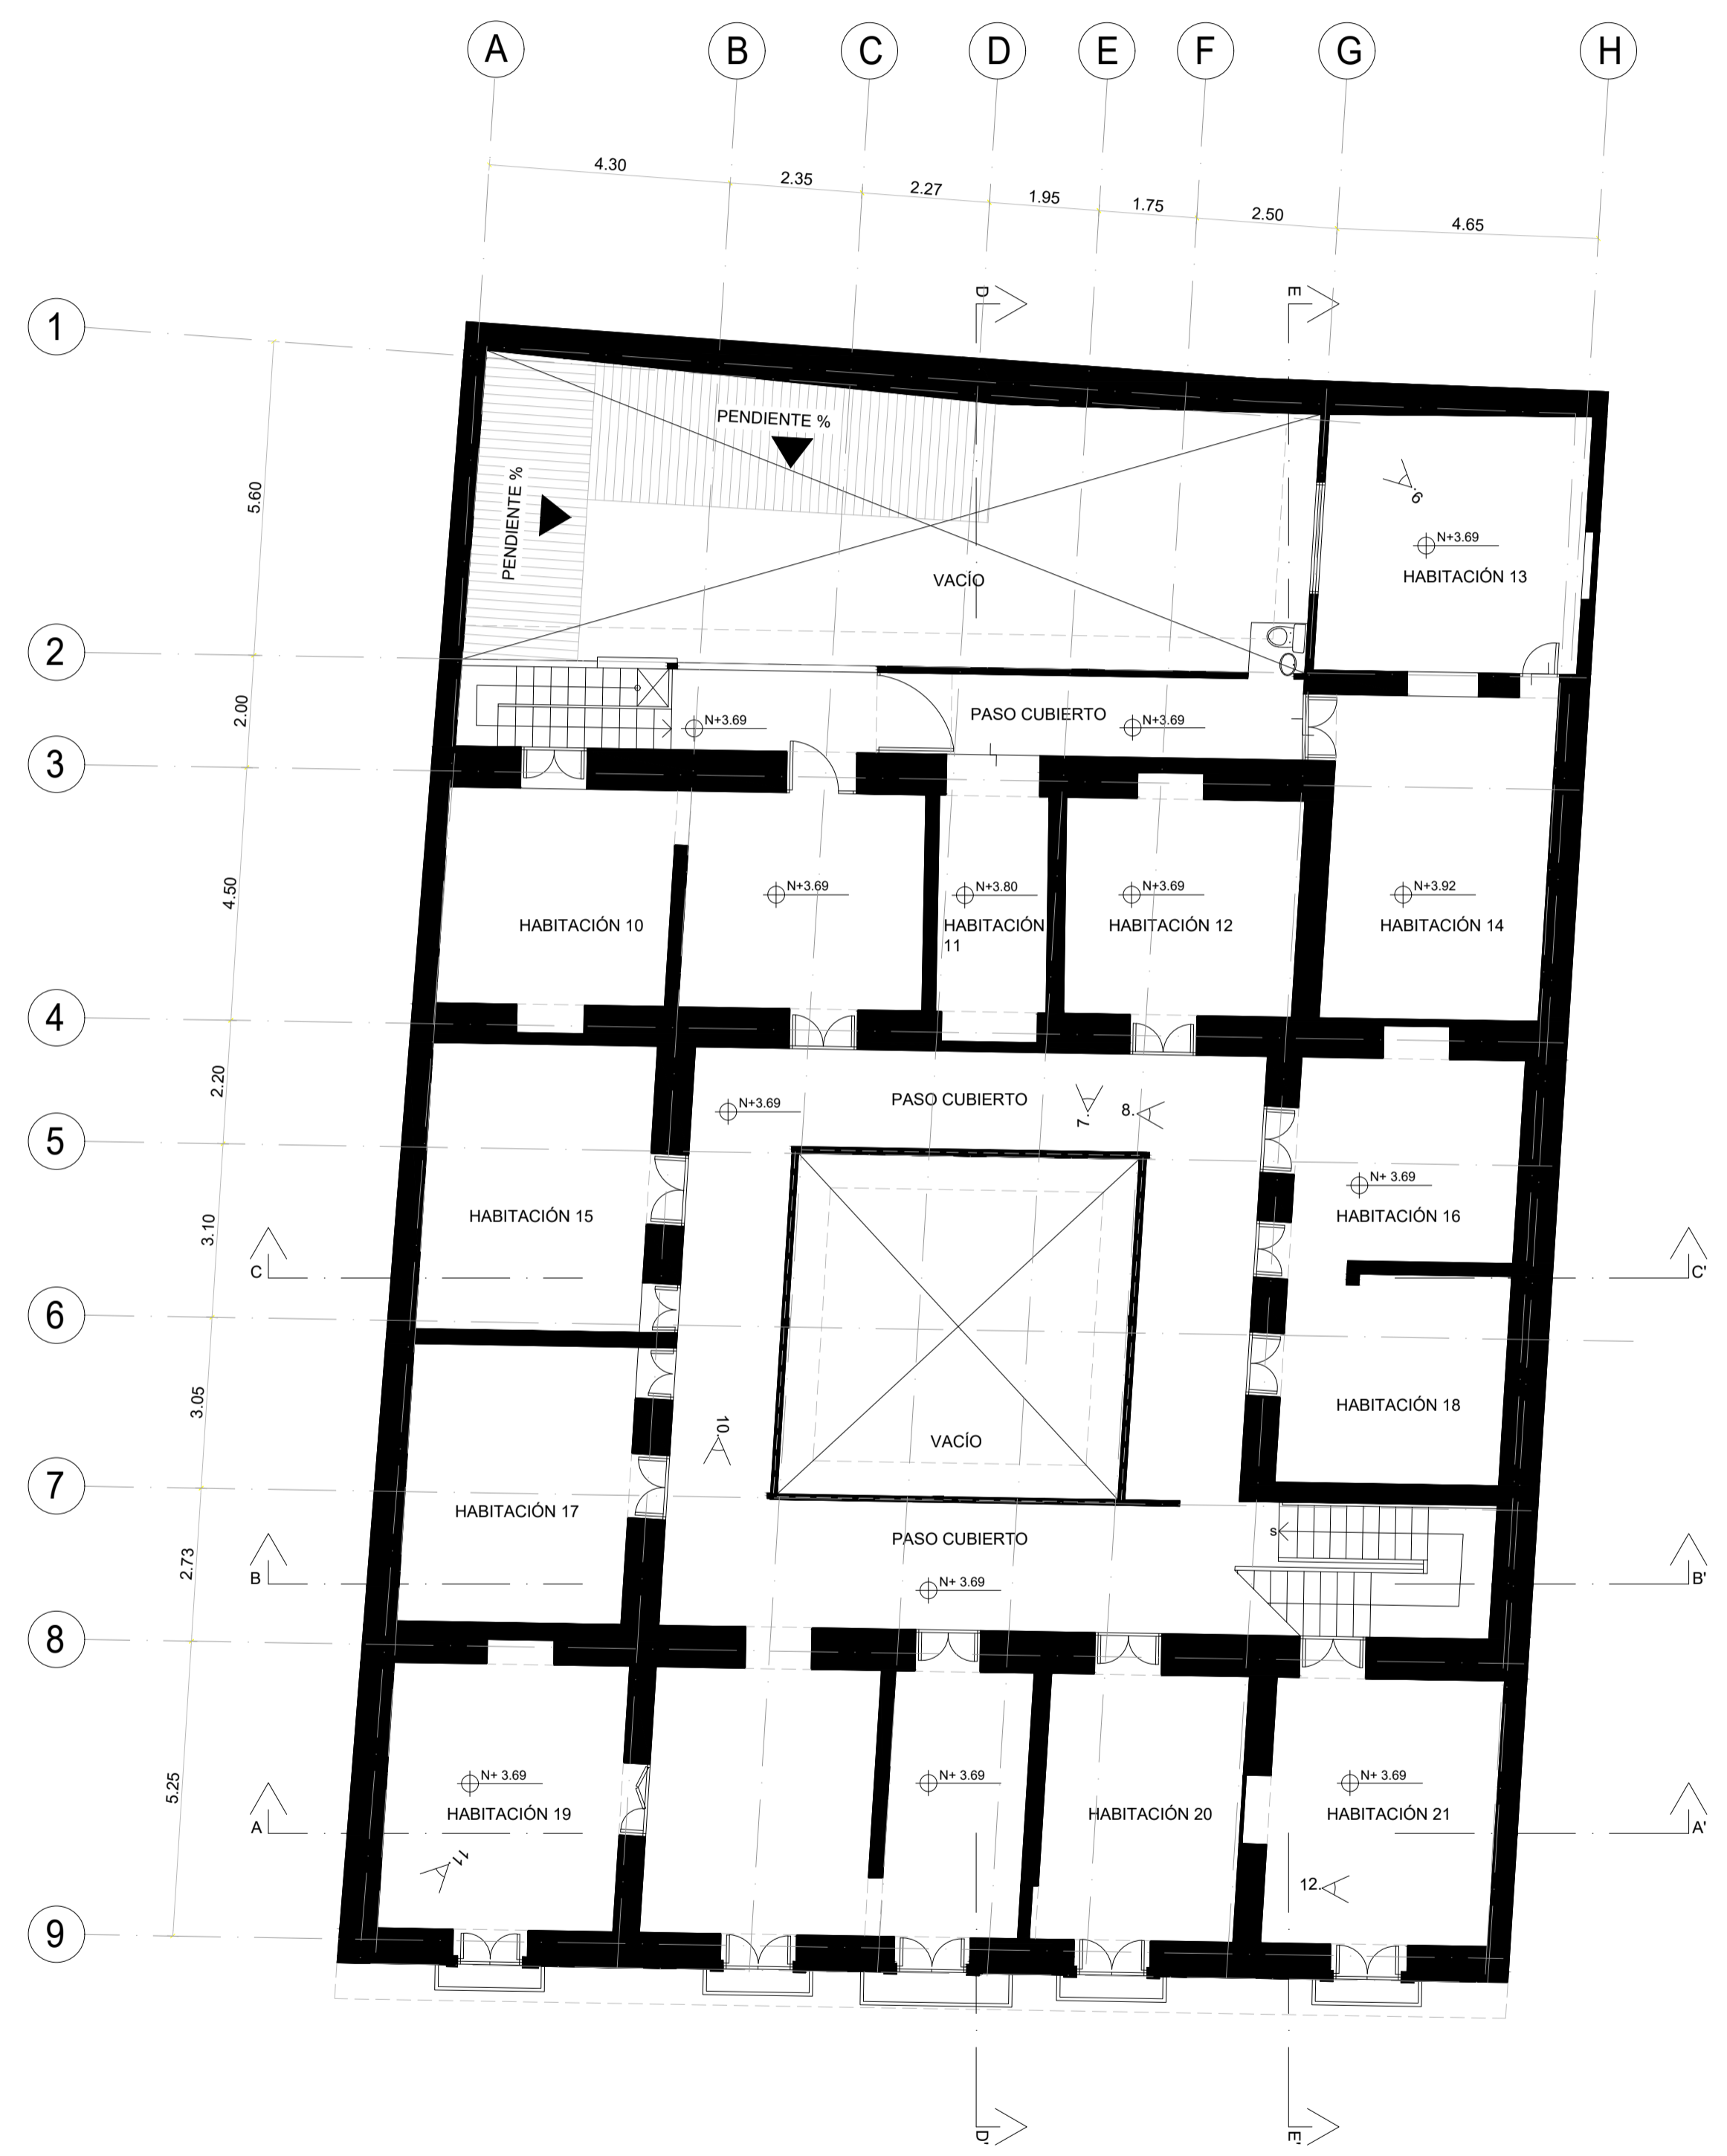 A B C D E F G H
4.30 2.35 2.27 1.95 1.75 2.50 4.65
D E
1
PENDIENTE %
PENDIENTE %
5.60
6.
N+3.69
HABITACIÓN 13
VACÍO
2
2.00
PASO CUBIERTO
N+3.69 N+3.69
3
4.50
N+3.69 N+3.80 N+3.69 N+3.92
HABITACIÓN 10 HABITACIÓN HABITACIÓN 12 HABITACIÓN 14
11
4
2.20
PASO CUBIERTO
N+3.69 7. 8.
5
N+ 3.69
3.10
HABITACIÓN 15 HABITACIÓN 16
C C'
6
3.05
HABITACIÓN 18
10. VACÍO
7
HABITACIÓN 17
PASO CUBIERTO
s
2.73
B N+ 3.69 B'
8
5.25
N+ 3.69 N+ 3.69 N+ 3.69
HABITACIÓN 19 HABITACIÓN 20 HABITACIÓN 21
A A'
11. 12.
9
D' E'